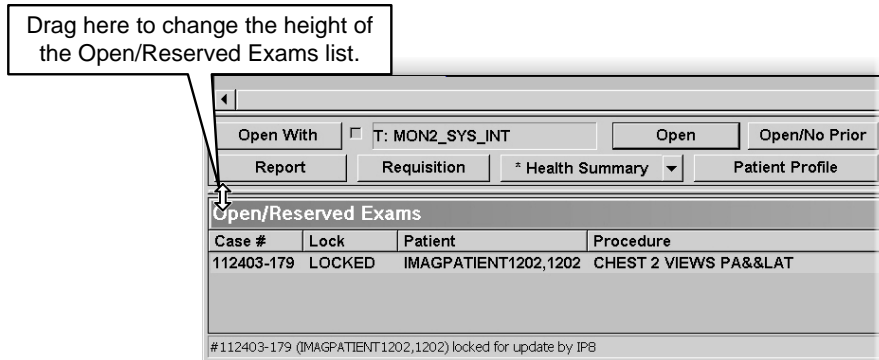 Drag here to change the height of
the Open/Reserved Exams list.
Open With T: MON2_SYS_INT Open Open/No Prior
Report Requisition * Health Summary Patient Profile
Open/Reserved Exams
Case # Lock Patient Procedure
112403-179 LOCKED IMAGPATIENT1202,1202 CHEST 2 VIEWS PA&&LAT
#112403-179 (IMAGPATIENT1202,1202) locked for update by IP8